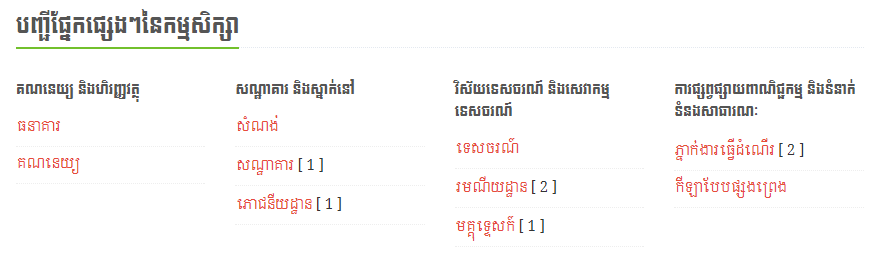 បញ្ជីផ្នែកផ្សេងៗនៃកម្មសិក្សា
គណនេយ្យ និងហិរញ្ញវត្ថុ
ធនាគារ
គណនេយ្យ
សណ្ឋាគារ និងស្នាក់នៅ
សំណង់
សណ្ឋាគារ [ 1 ]
ភោជនីយដ្ឋាន [ 1 ]
វិស័យទេសចរណ៍ និងសេវាកម្ម
ទេសចរណ៍
ទេសចរណ៍
រមណីយដ្ឋាន [ 2 ]
មគ្គុទ្ទេសក៍ [ 1 ]
ការផ្សព្វផ្សាយពាណិជ្ជកម្ម និងទំនាក់
ទំនងសាធារណៈ
ភ្នាក់ងារធ្វើដំណើរ [ 2 ]
កីឡាបែបផ្សងព្រេង